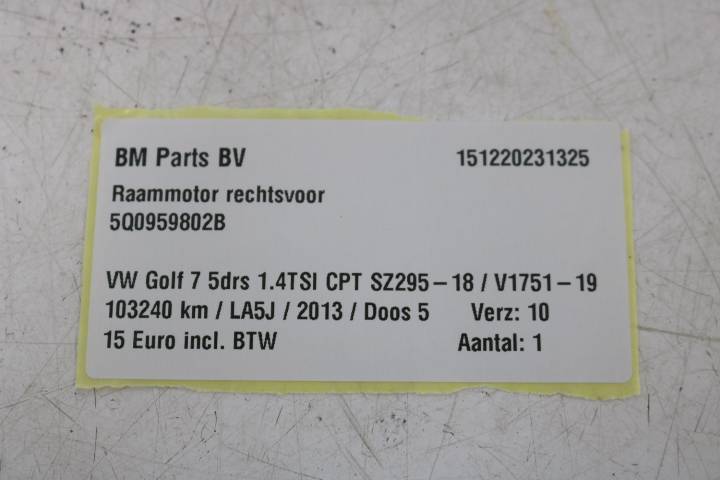 BM Parts BV 151220231325
Raammotor rechtsvoor
5Q0959802B
VW Golf 7 5drs 1.4TSI CPT SZ295-18 / V1751-19
103240 km / LA5J / 2013 / Doos 5 Verz: 10
15 Euro incl. BTW Aantal: 1